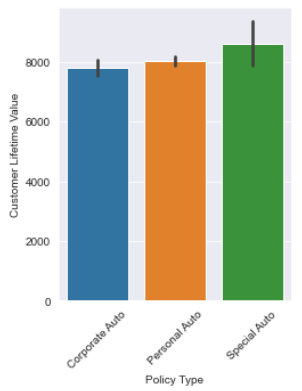 Customer Lifetime Value
8000
6000
4000
2000
0
Corporate Auto
Personal Auto
Special Auto
Policy Type